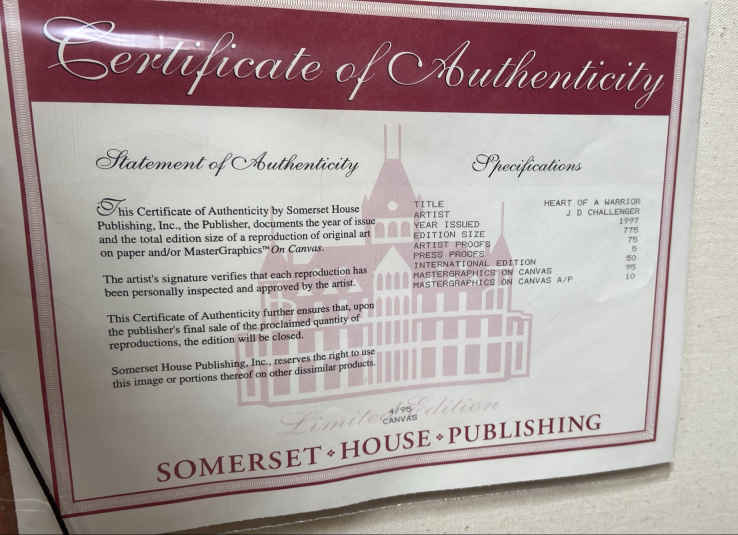 Certificate of Authenticity
Statement of Authenticity
This Certificate of Authenticity by Somerset House
Publishing, Inc., the Publisher, documents the year of issue
and the total edition size of a reproduction of original art
on paper and/or MasterGraphics™ On Canvas.
The artist's signature verifies that each reproduction has
been personally inspected and approved by the artist.
This Certificate of Authenticity further ensures that, upon
the publisher's final sale of the proclaimed quantity of
reproductions, the edition will be closed.
Somerset House Publishing, Inc., reserves the right to use
this image or portions thereof on other dissimilar products.
Specifications
TITLE HEART OF A WARRIOR
ARTIST J D CHALLENGER
YEAR ISSUED 1997
EDITION SIZE 775
ARTIST PROOFS 75
PRESS PROOFS 5
INTERNATIONAL EDITION 50
MASTERGRAPHICS ON CANVAS 95
MASTERGRAPHICS ON CANVAS A/P 10
Limited Edition
4/95
CANVAS
SOMERSET HOUSE PUBLISHING